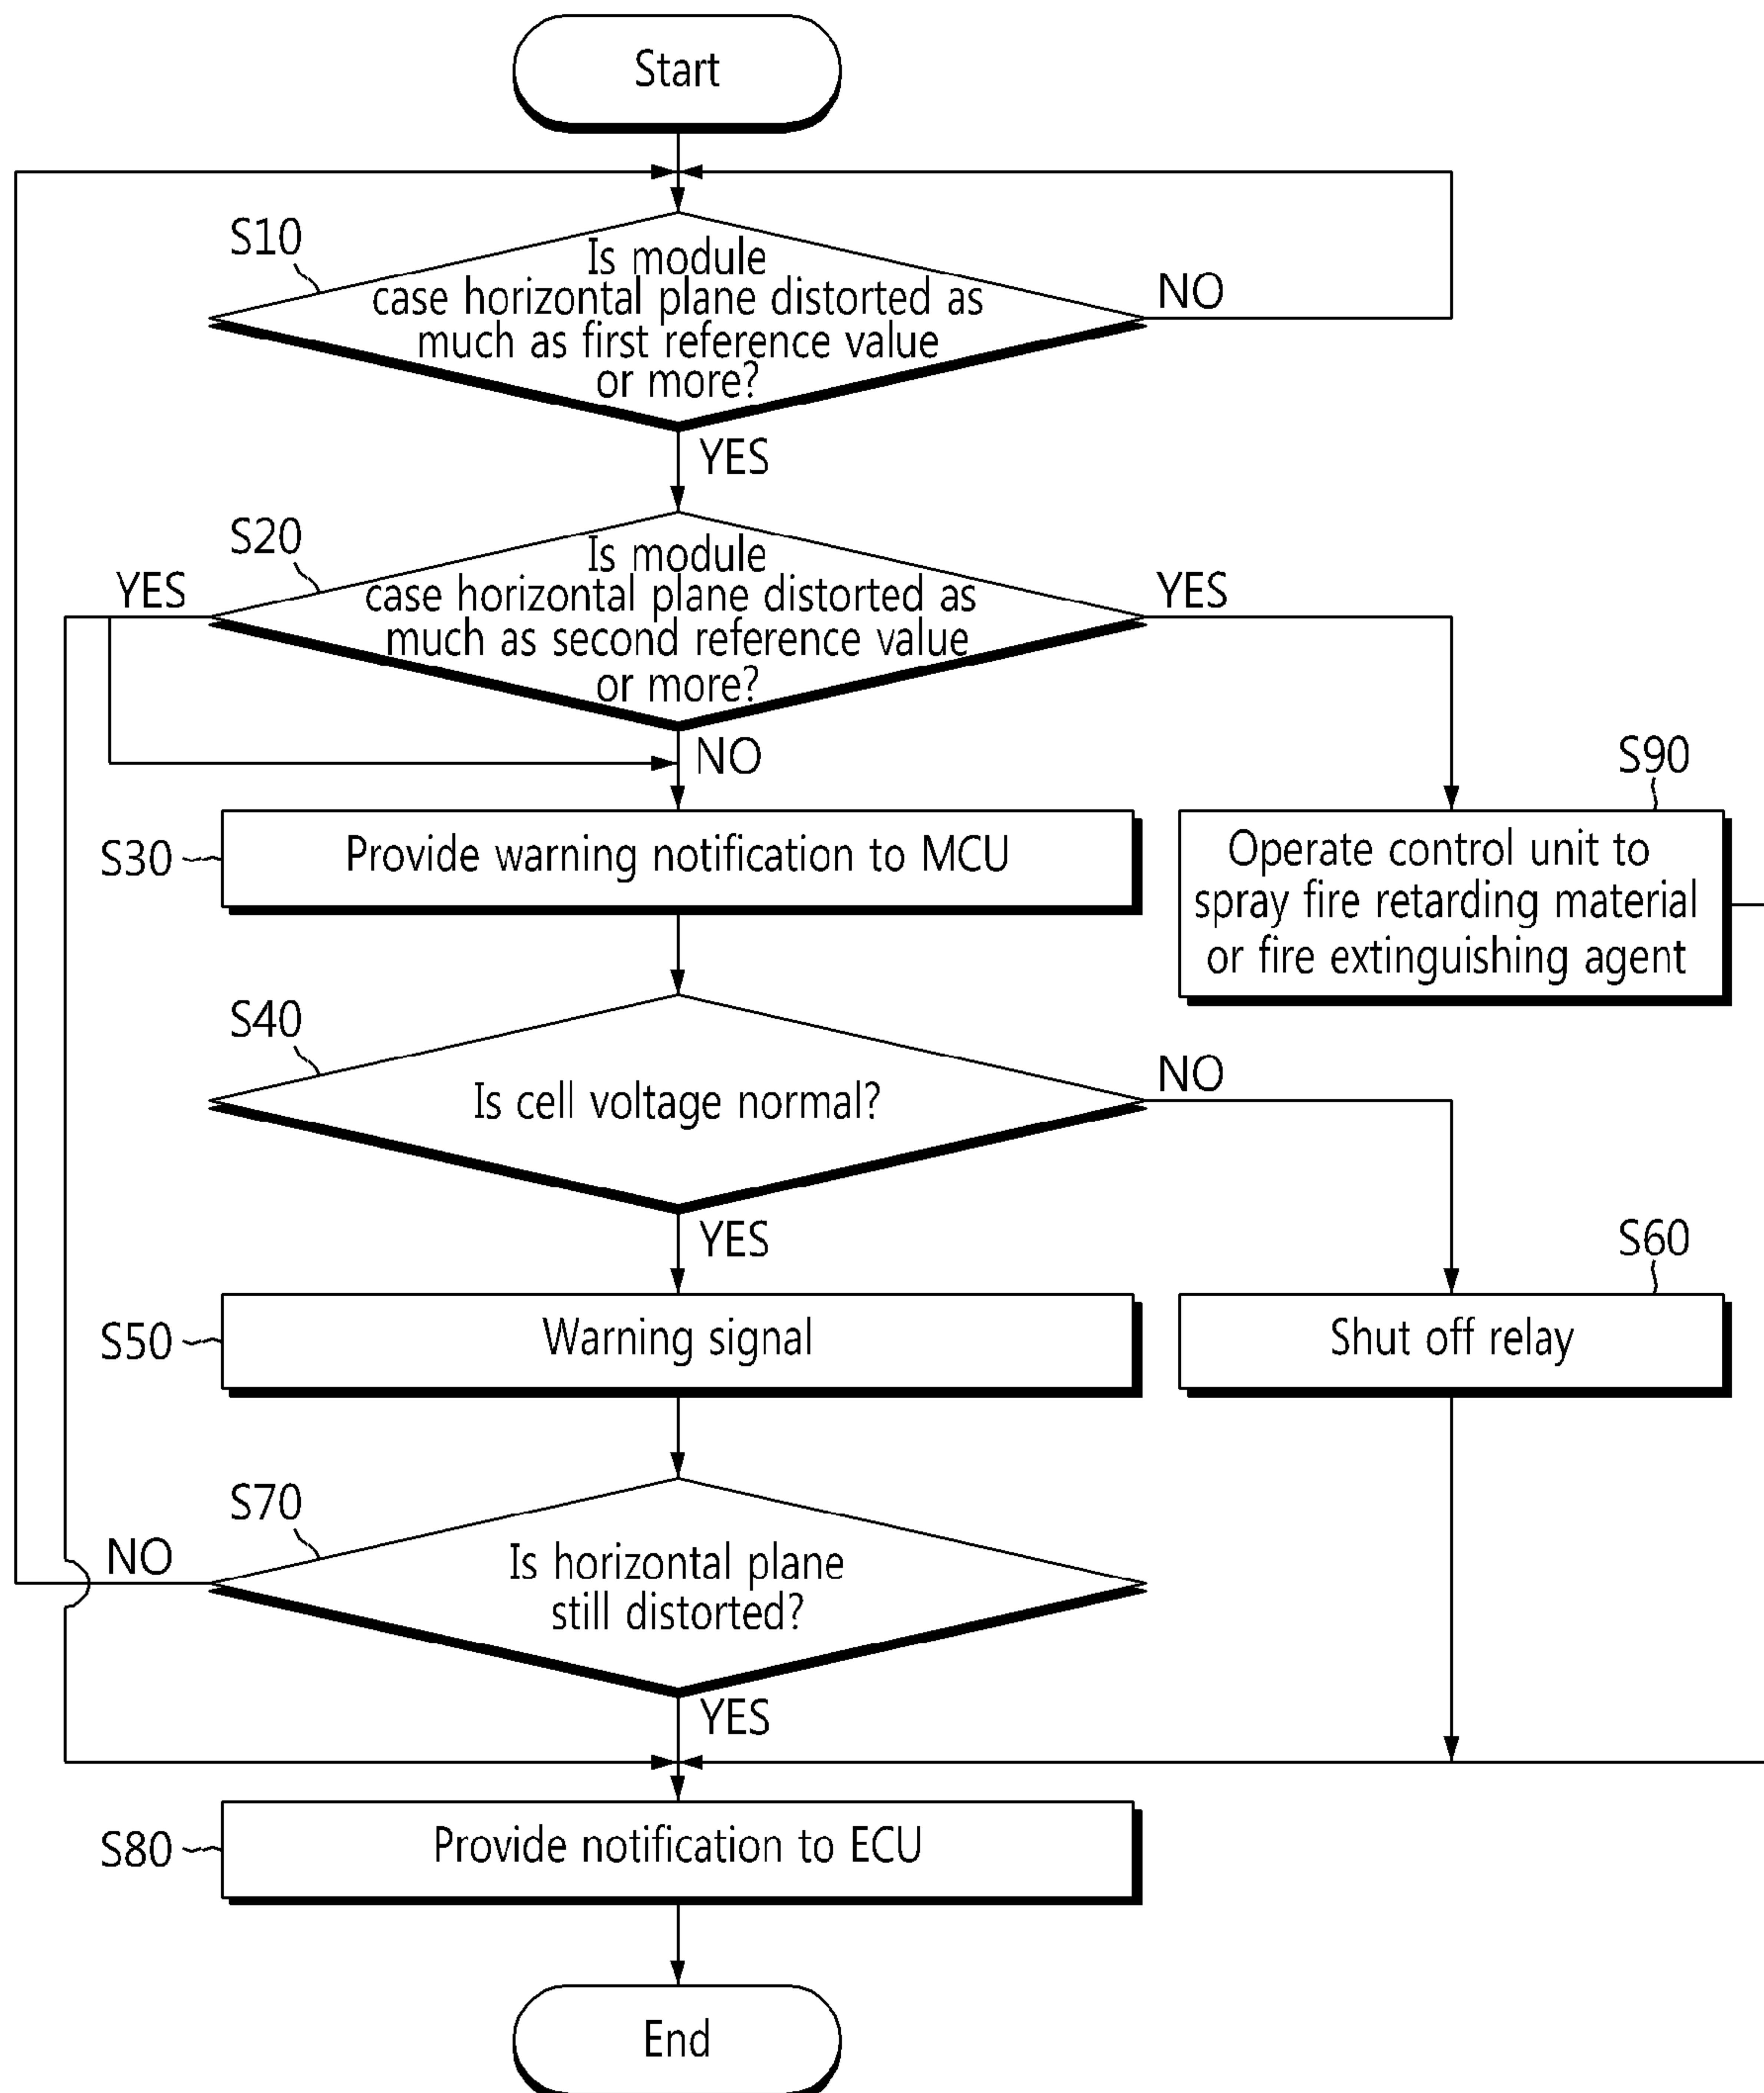 Start
S10
Is module
case horizontal plane distorted as
much as first reference value
or more?
NO
YES
S20
YES
Is module
case horizontal plane distorted as
much as second reference value
or more?
YES
NO
S30
Provide warning notification to MCU
S90
Operate control unit to
spray fire retarding material
or fire extinguishing agent
S40
Is cell voltage normal?
NO
YES
S50
Warning signal
S60
Shut off relay
S70
NO
Is horizontal plane
still distorted?
YES
S80
Provide notification to ECU
End